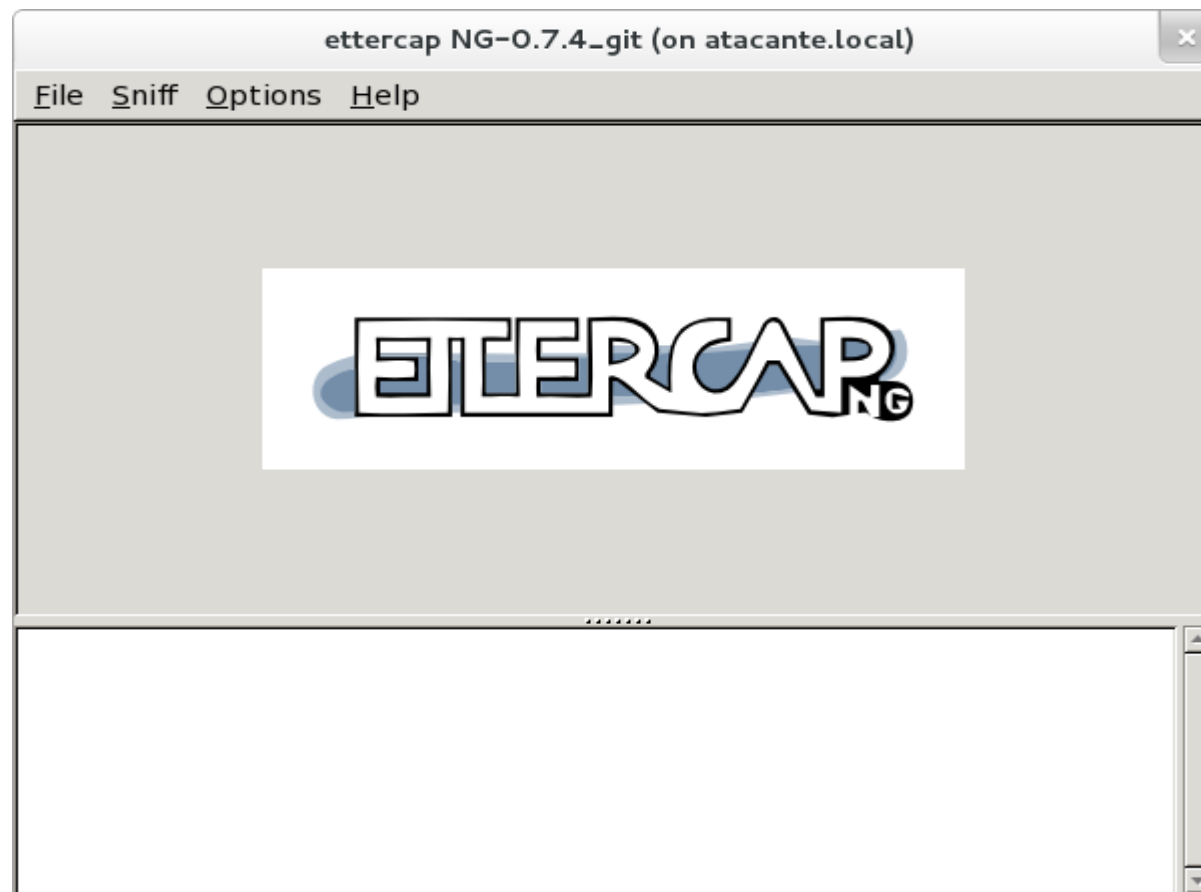 ettercap NG-0.7.4_git (on atacante.local)
File Sniff Options Help
ETTERCAP
NG